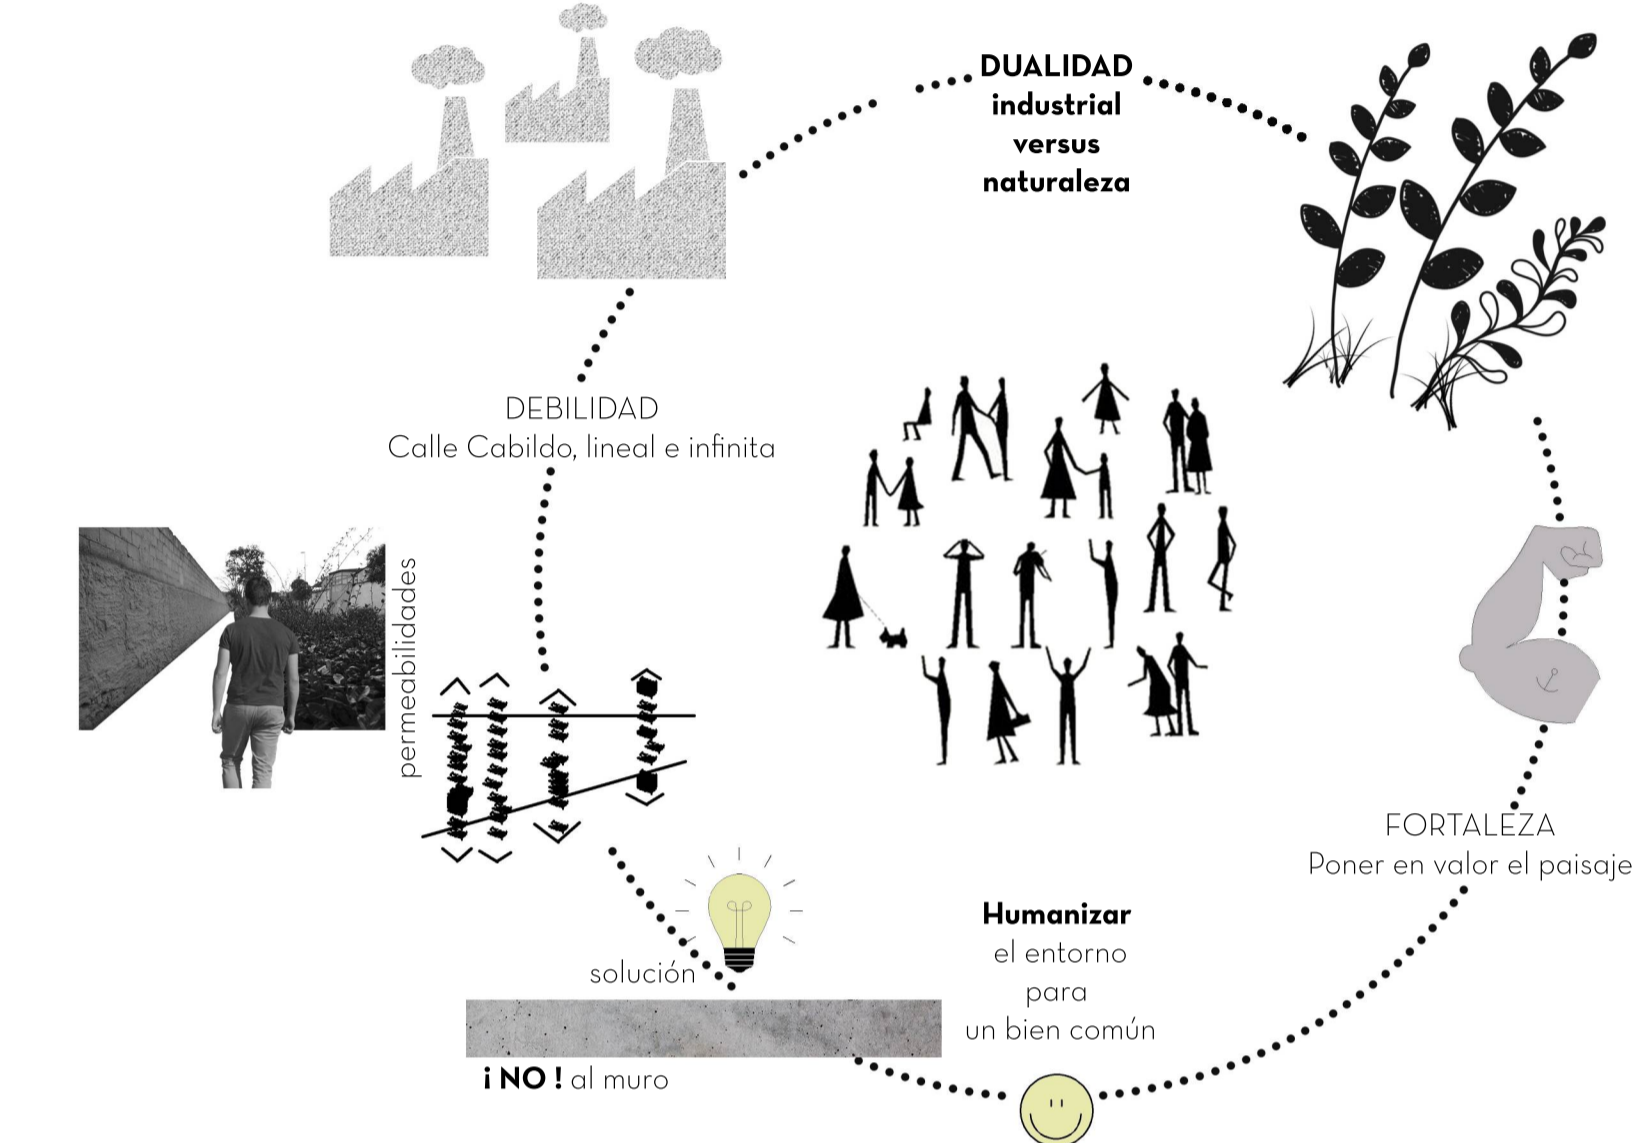 DUALIDAD
industrial
versus
naturaleza
DEBILIDAD
Calle Cabildo, lineal e infinita
permeabilidades
FORTALEZA
Poner en valor el paisaje
solución
Humanizar
el entorno
para
un bien común
¡ NO ! al muro